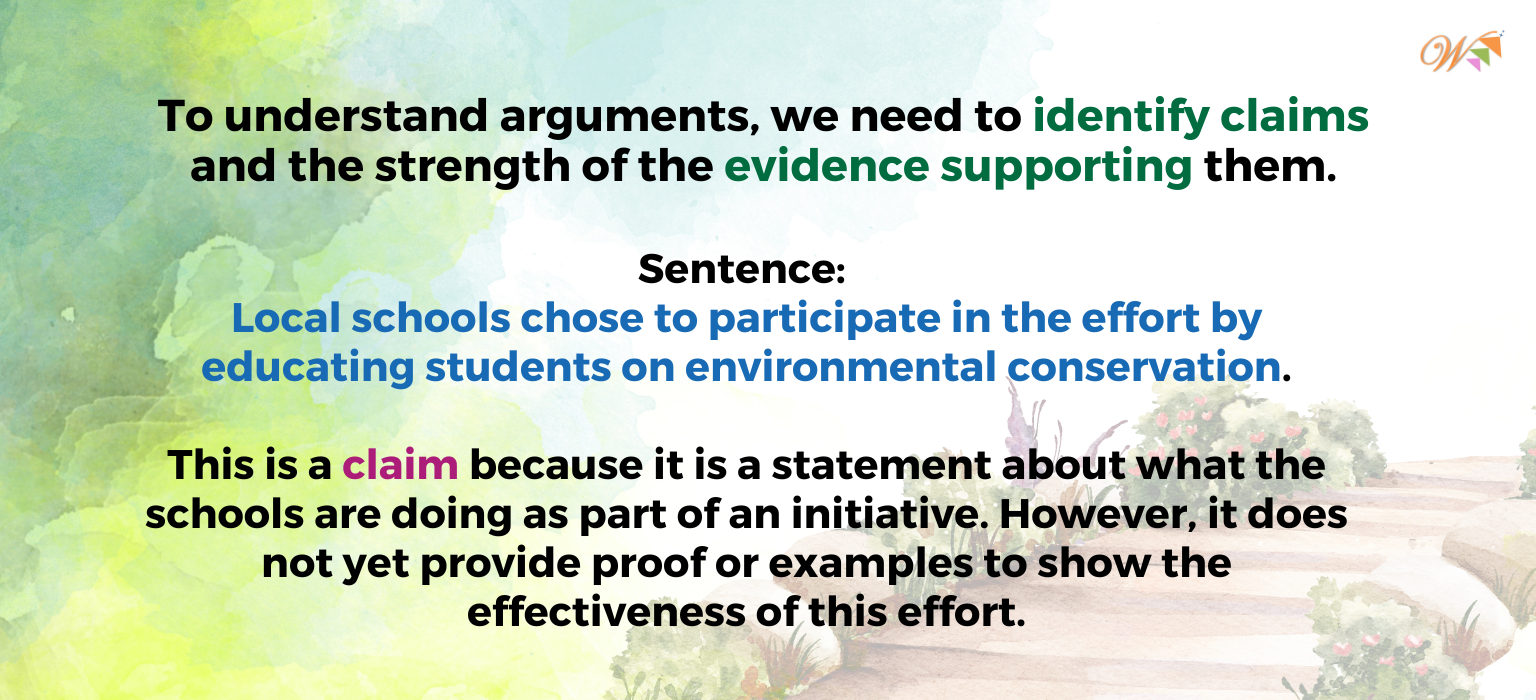 W
To understand arguments, we need to identify claims
and the strength of the evidence supporting them.
Sentence:
Local schools chose to participate in the effort by
educating students on environmental conservation.
This is a claim because it is a statement about what the
schools are doing as part of an initiative. However, it does
not yet provide proof or examples to show the
effectiveness of this effort.